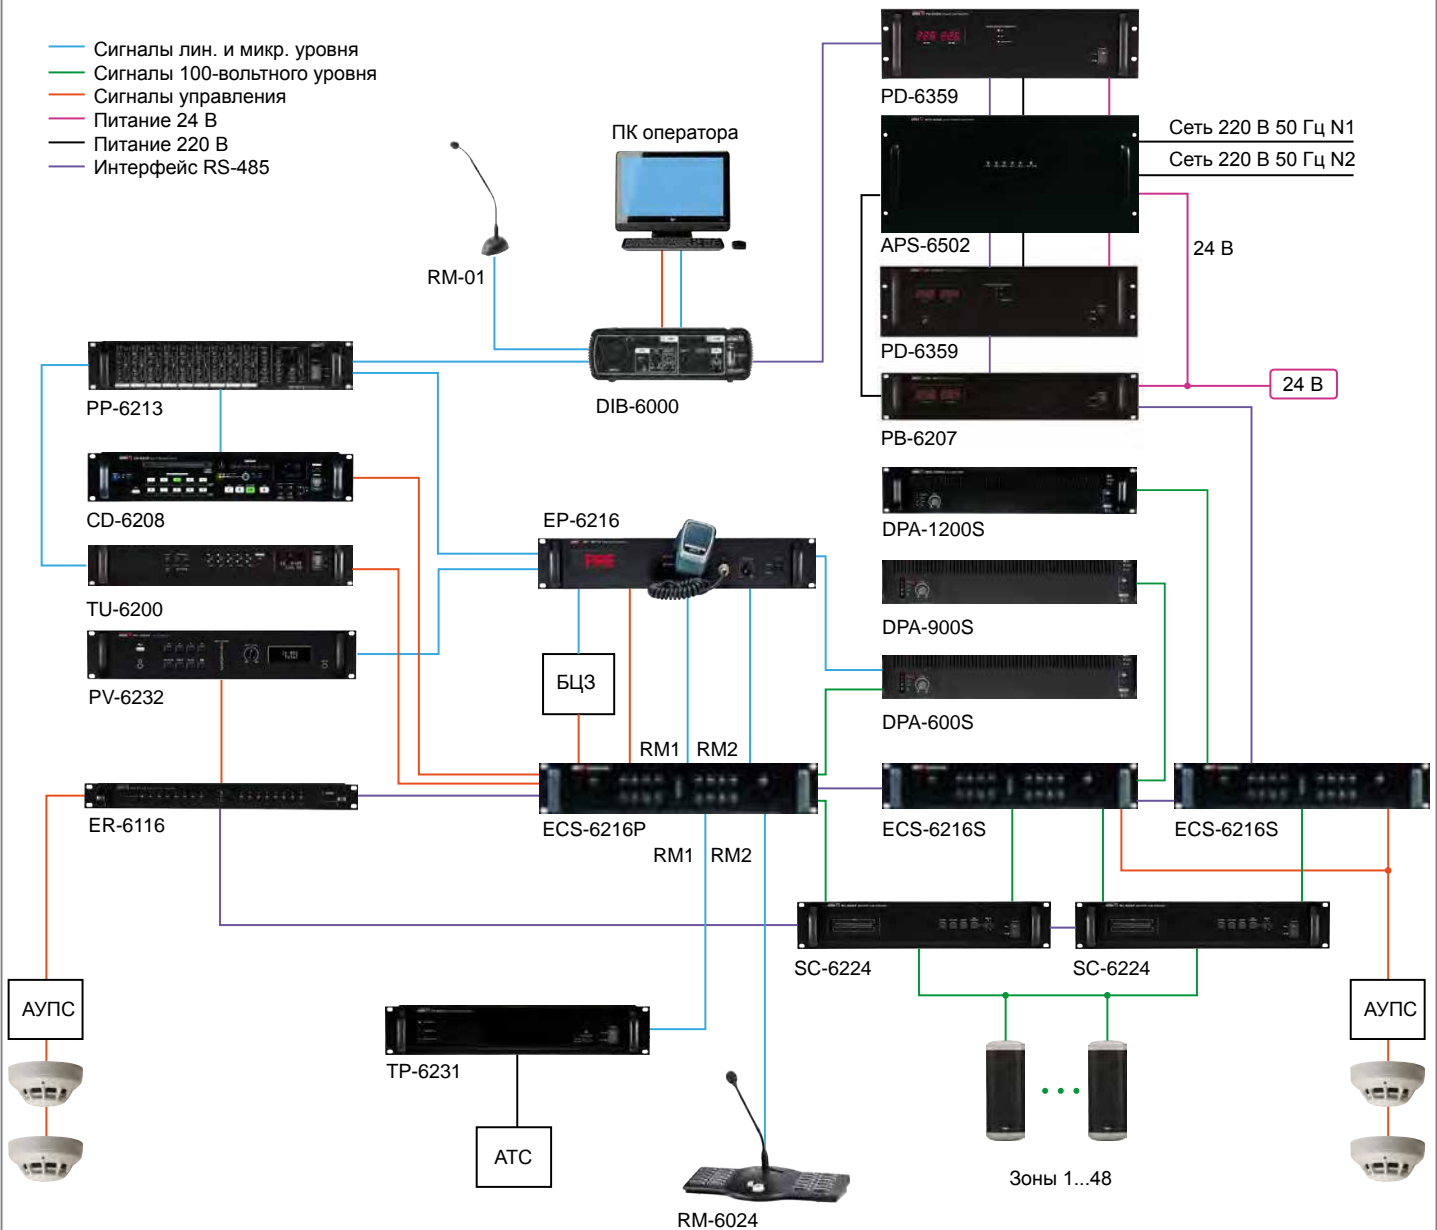 Сигналы лин. и микр. уровня
Сигналы 100-вольтного уровня
Сигналы управления
Питание 24 В
Питание 220 В
Интерфейс RS-485
ПК оператора
RM-01
DIB-6000
PD-6359
Сеть 220 В 50 Гц N1
Сеть 220 В 50 Гц N2
APS-6502
24 В
PD-6359
24 В
PB-6207
PP-6213
CD-6208
TU-6200
PV-6232
ER-6116
EP-6216
PRE
БЦЗ
RM1 RM2
ECS-6216P
RM1 RM2
DPA-1200S
DPA-900S
DPA-600S
ECS-6216S
ECS-6216S
SC-6224
SC-6224
АУПС
АУПС
TP-6231
АТС
RM-6024
Зоны 1...48